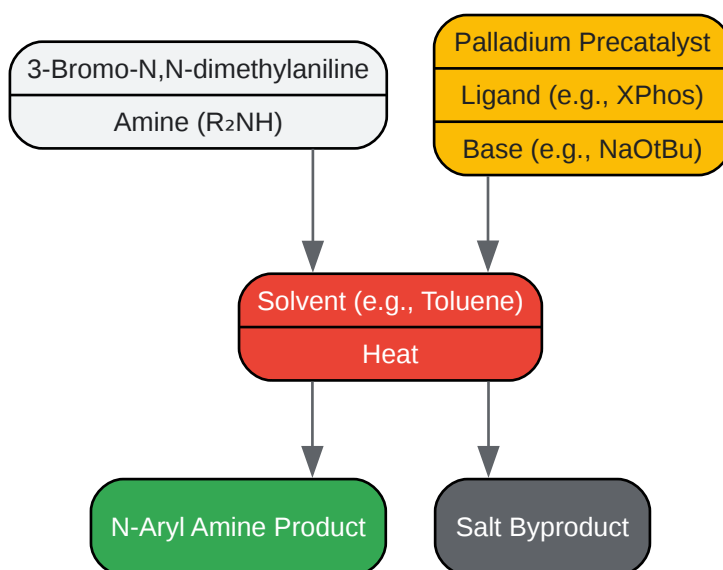 3-Bromo-N,N-dimethylaniline
Amine (R₂NH)
Palladium Precatalyst
Ligand (e.g., XPhos)
Base (e.g., NaOtBu)
Solvent (e.g., Toluene)
Heat
N-Aryl Amine Product
Salt Byproduct